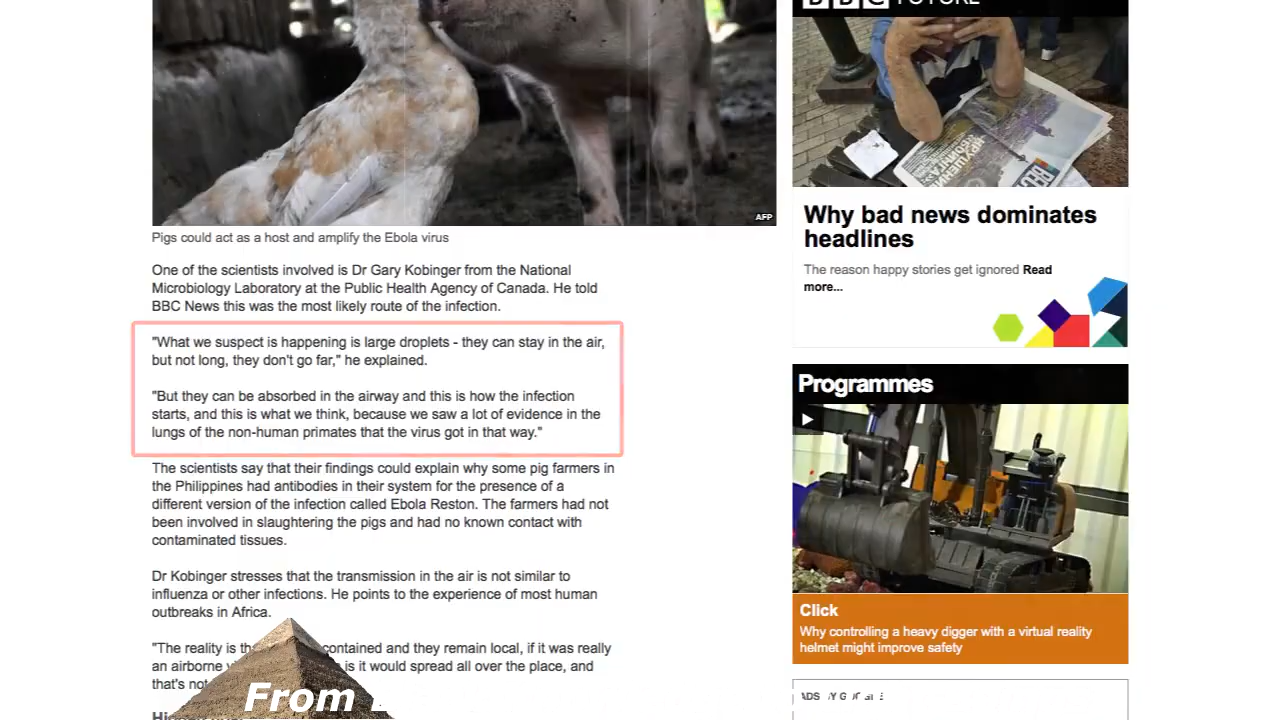 AFP
Pigs could act as a host and amplify the Ebola virus
One of the scientists involved is Dr Gary Kobinger from the National
Microbiology Laboratory at the Public Health Agency of Canada. He told
BBC News this was the most likely route of the infection.
"What we suspect is happening is large droplets - they can stay in the air,
but not long, they don't go far," he explained.
"But they can be absorbed in the airway and this is how the infection
starts, and this is what we think, because we saw a lot of evidence in the
lungs of the non-human primates that the virus got in that way."
The scientists say that their findings could explain why some pig farmers in
the Philippines had antibodies in their system for the presence of a
different version of the infection called Ebola Reston. The farmers had not
been involved in slaughtering the pigs and had no known contact with
contaminated tissues.
Dr Kobinger stresses that the transmission in the air is not similar to
influenza or other infections. He points to the experience of most human
outbreaks in Africa.
"The reality is contained and they remain local, if it was really
an airborne is it would spread all over the place, and
that's not
From
BBC FUTURE
Why bad news dominates
headlines
The reason happy stories get ignored Read
more...
Programmes
Click
Why controlling a heavy digger with a virtual reality
helmet might improve safety
ADS